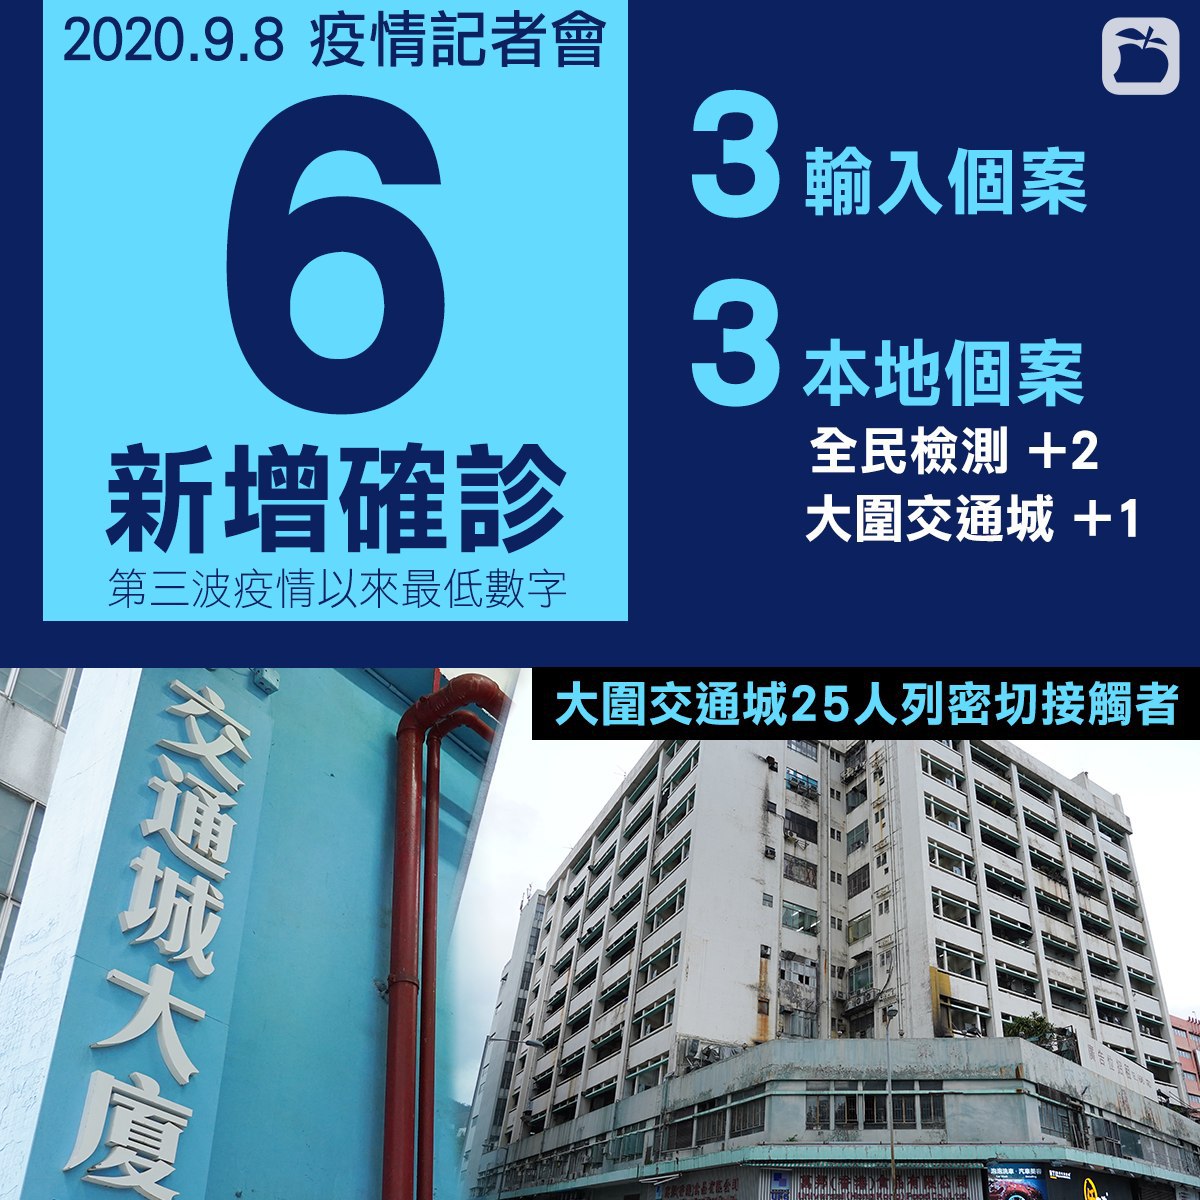 2020.9.8 疫情記者會
6
新增確診
第三波疫情以來最低數字
3 輸入個案
3 本地個案
全民檢測 +2
大圍交通城 +1
大圍交通城25人列密切接觸者
交通城大廈